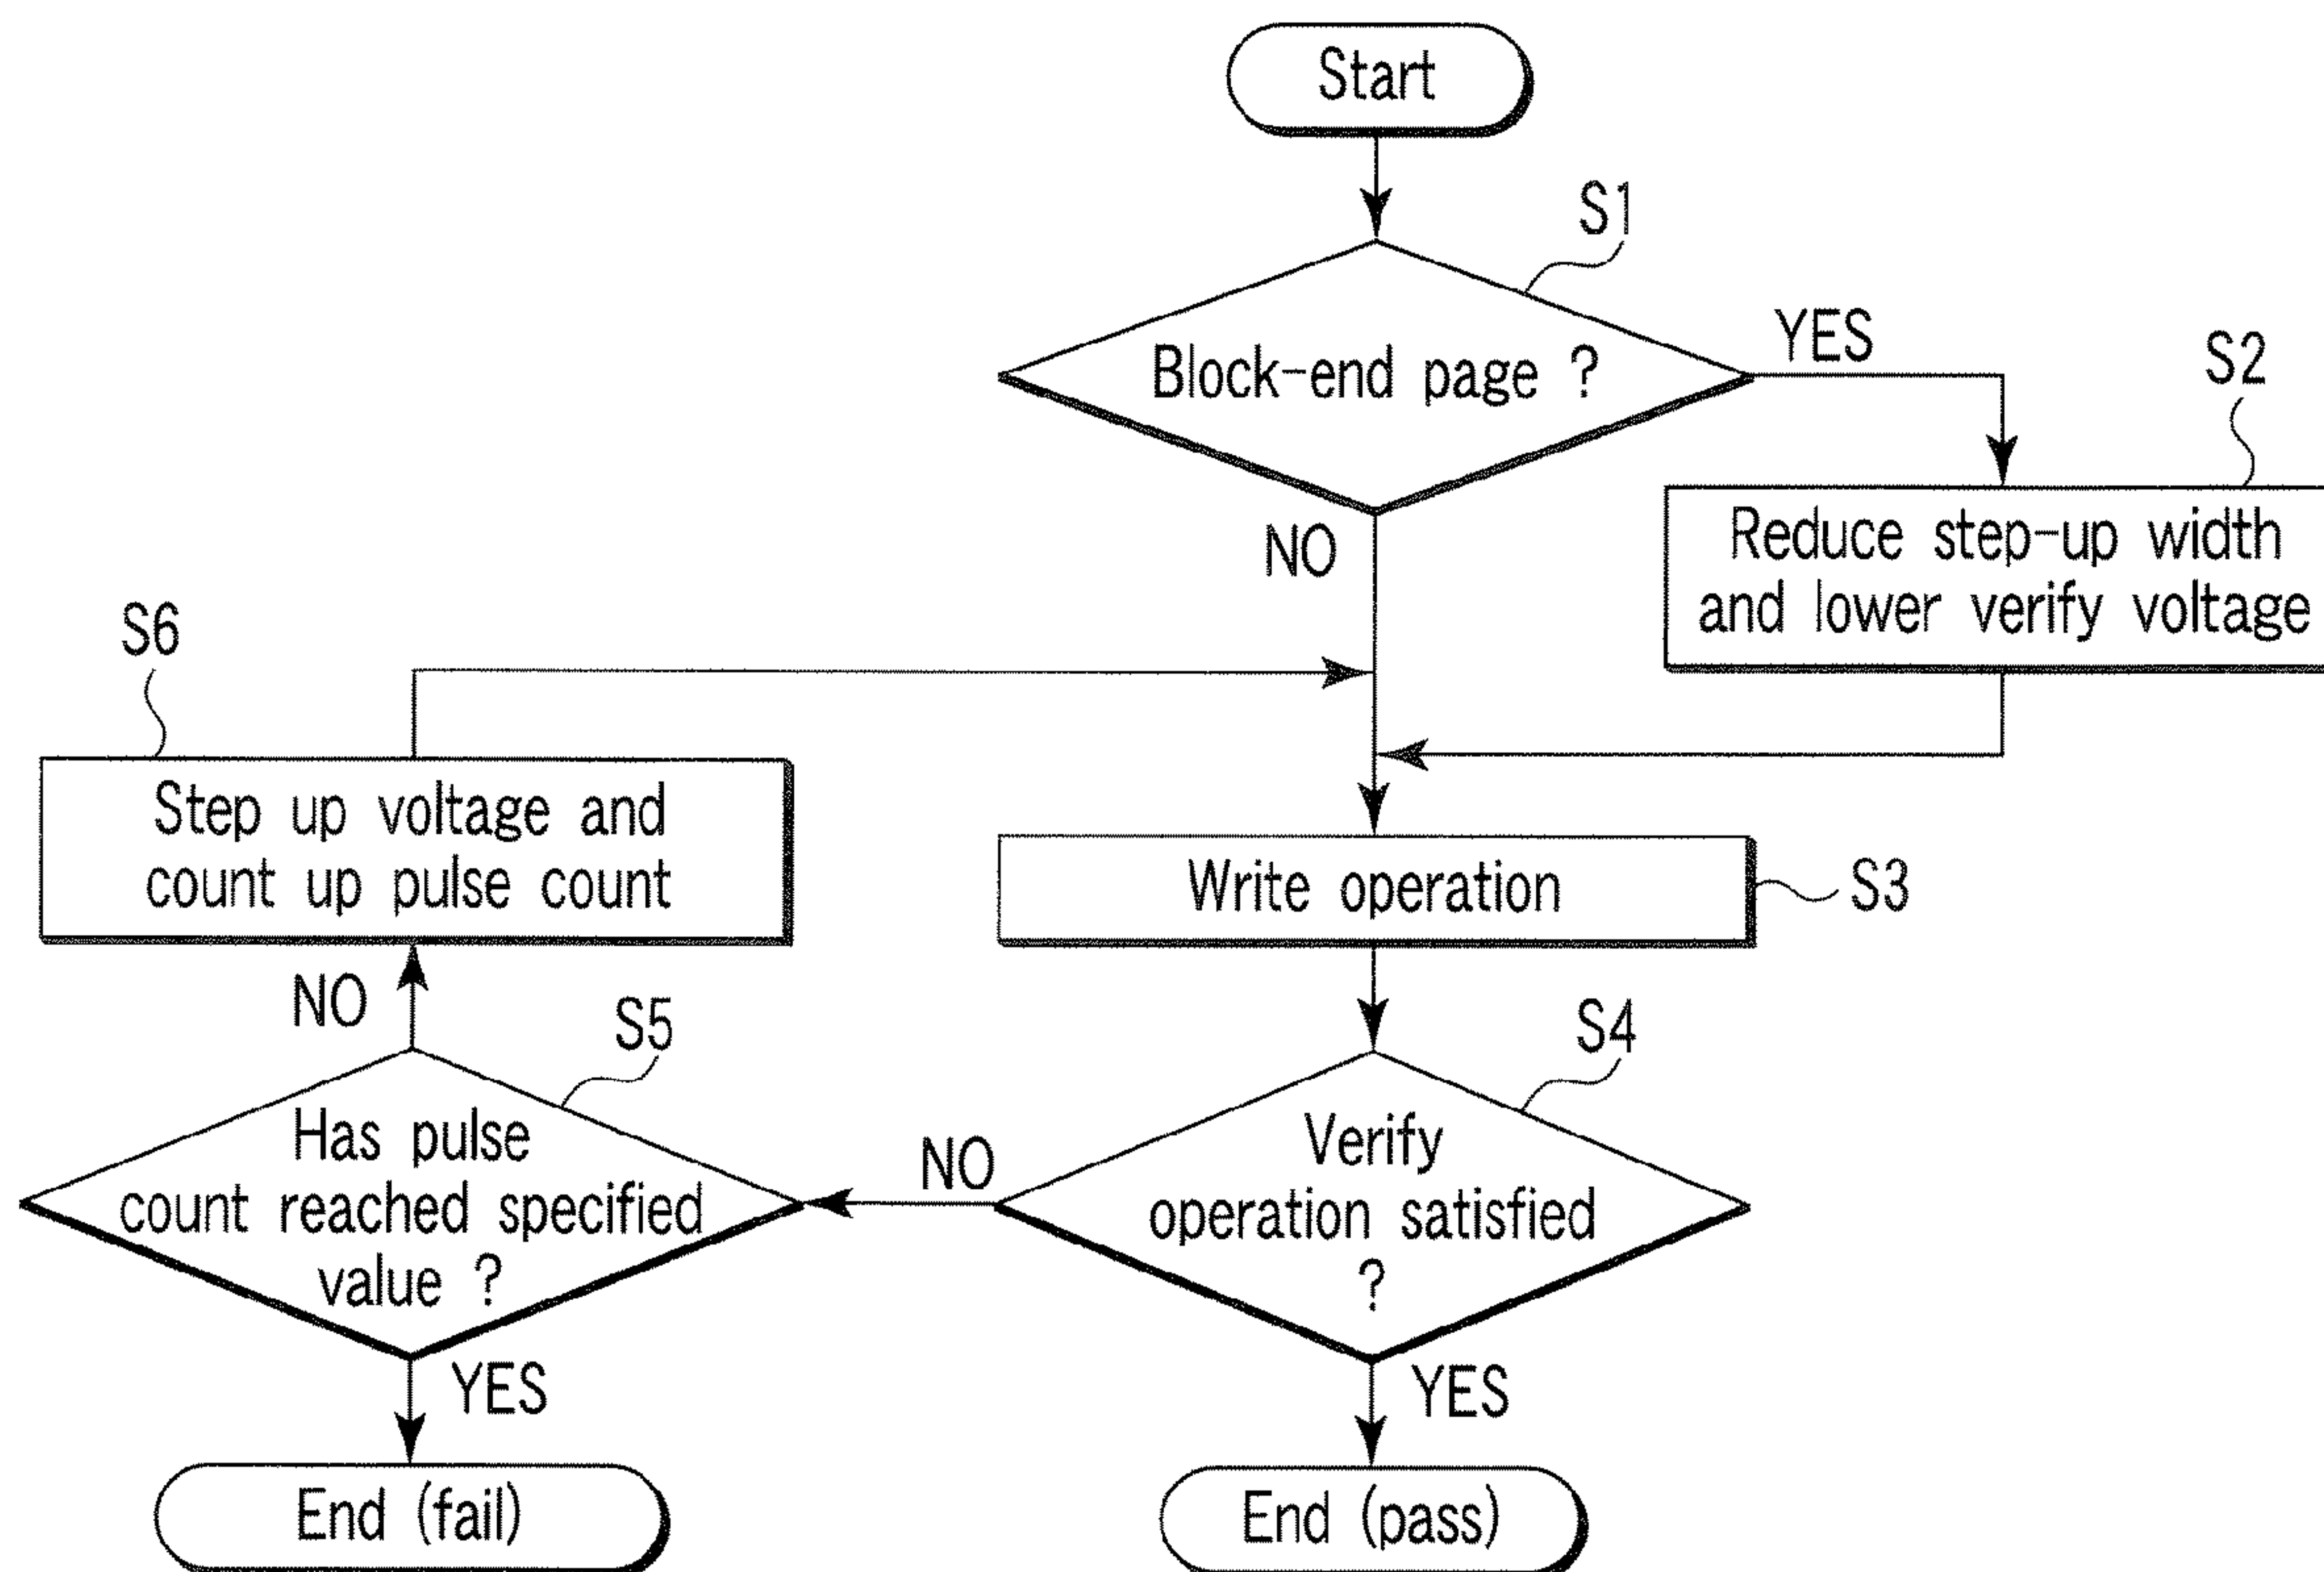 Start
S1
Block-end page ?
YES
S2
NO
Reduce step-up width
and lower verify voltage
S6
Step up voltage and
count up pulse count
Write operation
S3
NO
S5
S4
Has pulse
count reached specified
value ?
NO
Verify
operation satisfied
?
YES
YES
End (fail)
End (pass)